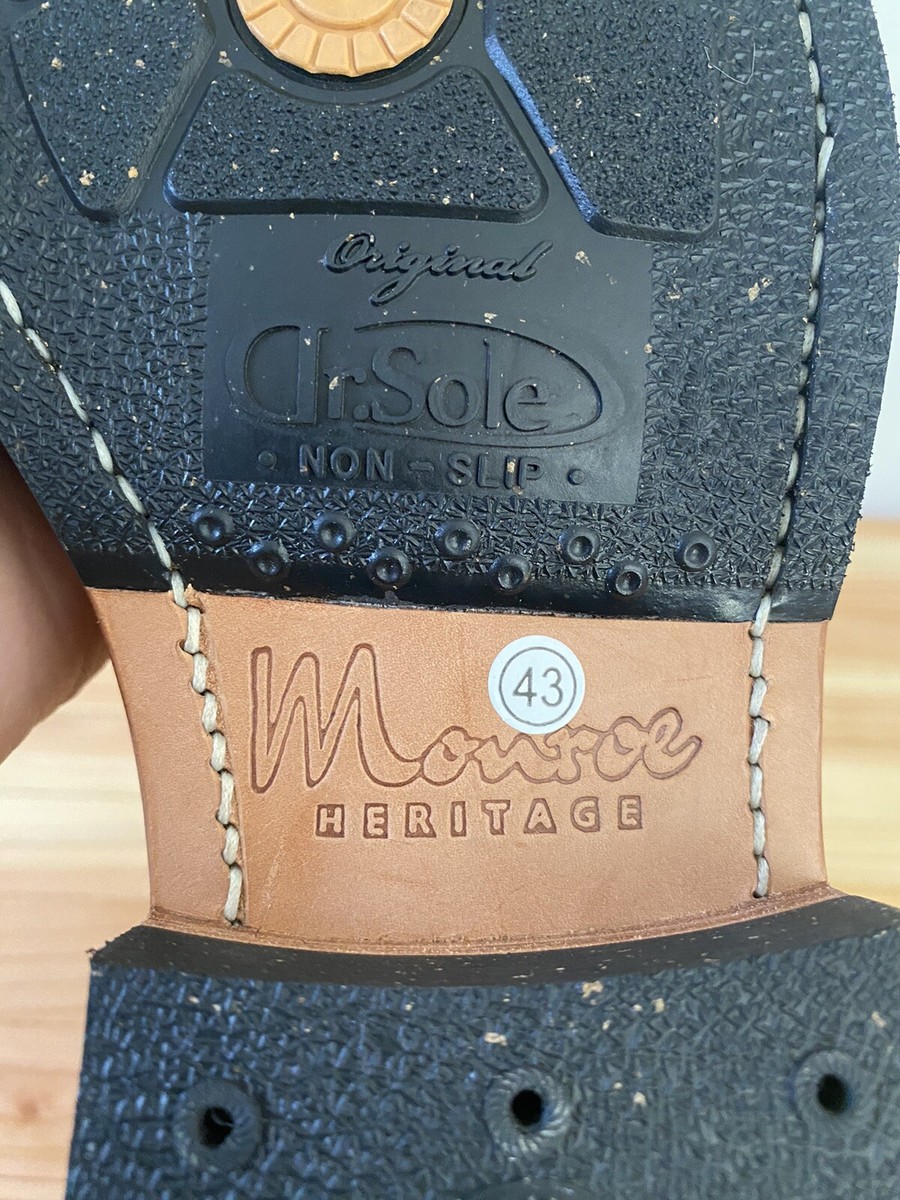 Original
Dr.Sole
• NON-SLIP •
43
Monroe
HERITAGE